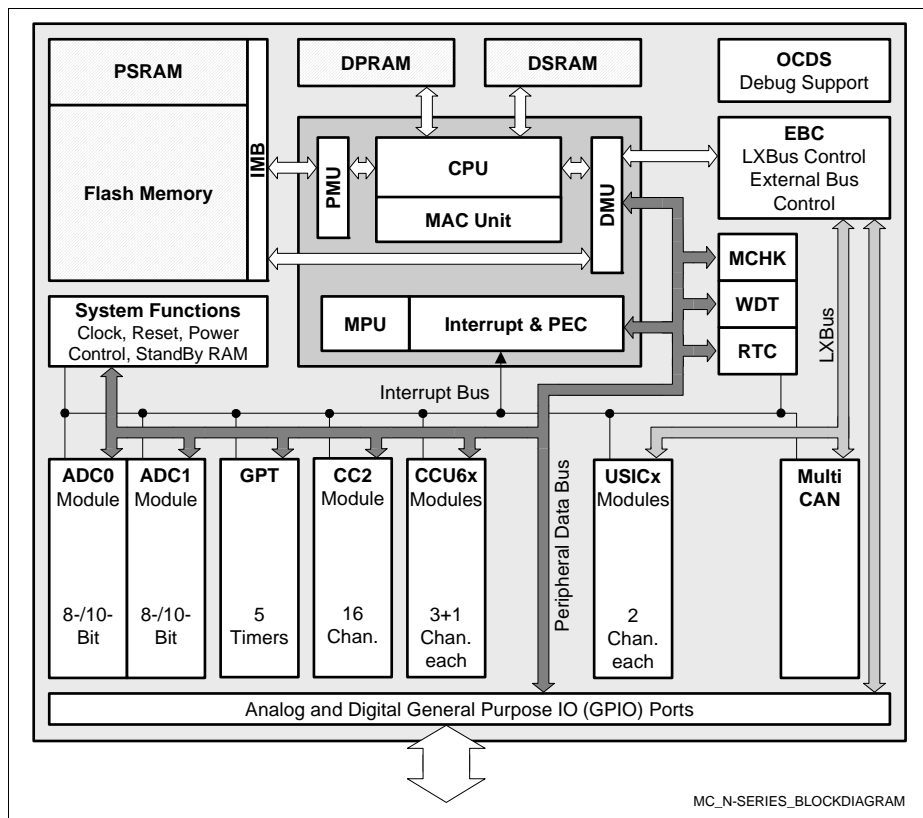 PSRAM
Flash Memory
IMB
DPRAM
DSRAM
OCDS
Debug Support
EBC
LXBus Control
External Bus
Control
PMU
CPU
MAC Unit
DMU
MCHK
WDT
RTC
LXBus
System Functions
Clock, Reset, Power
Control, StandBy RAM
MPU
Interrupt & PEC
Interrupt Bus
ADC0
Module
8-/10-
Bit
ADC1
Module
8-/10-
Bit
GPT
5
Timers
CC2
Module
16
Chan.
CCU6x
Modules
3+1
Chan.
each
Peripheral Data Bus
USICx
Modules
2
Chan.
each
Multi
CAN
Analog and Digital General Purpose IO (GPIO) Ports
MC_N-SERIES_BLOCKDIAGRAM